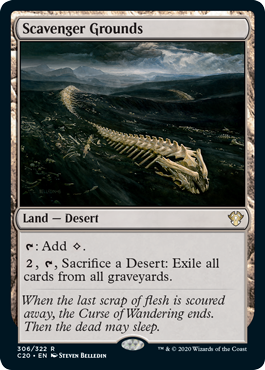 Scavenger Grounds
Land — Desert
: Add .
2, , Sacrifice a Desert: Exile all
cards from all graveyards.
When the last scrap of flesh is scoured
away, the Curse of Wandering ends.
Then the dead may sleep.
306/322 R
C20 • EN Steven Belledin
™ & © 2020 Wizards of the Coast